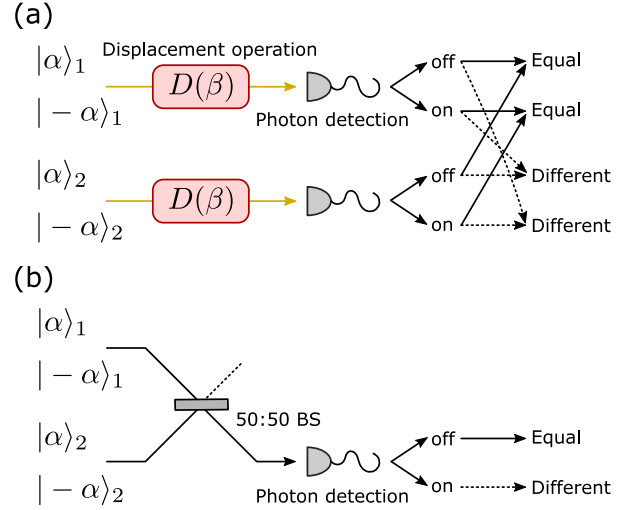 (a)
|α⟩₁
Displacement operation
D(β)
|− α⟩₁
Photon detection
off
on
Equal
Equal
|α⟩₂
D(β)
|− α⟩₂
off
on
Different
Different
(b)
|α⟩₁
|− α⟩₁
|α⟩₂
|− α⟩₂
50:50 BS
Photon detection
off
on
Equal
Different